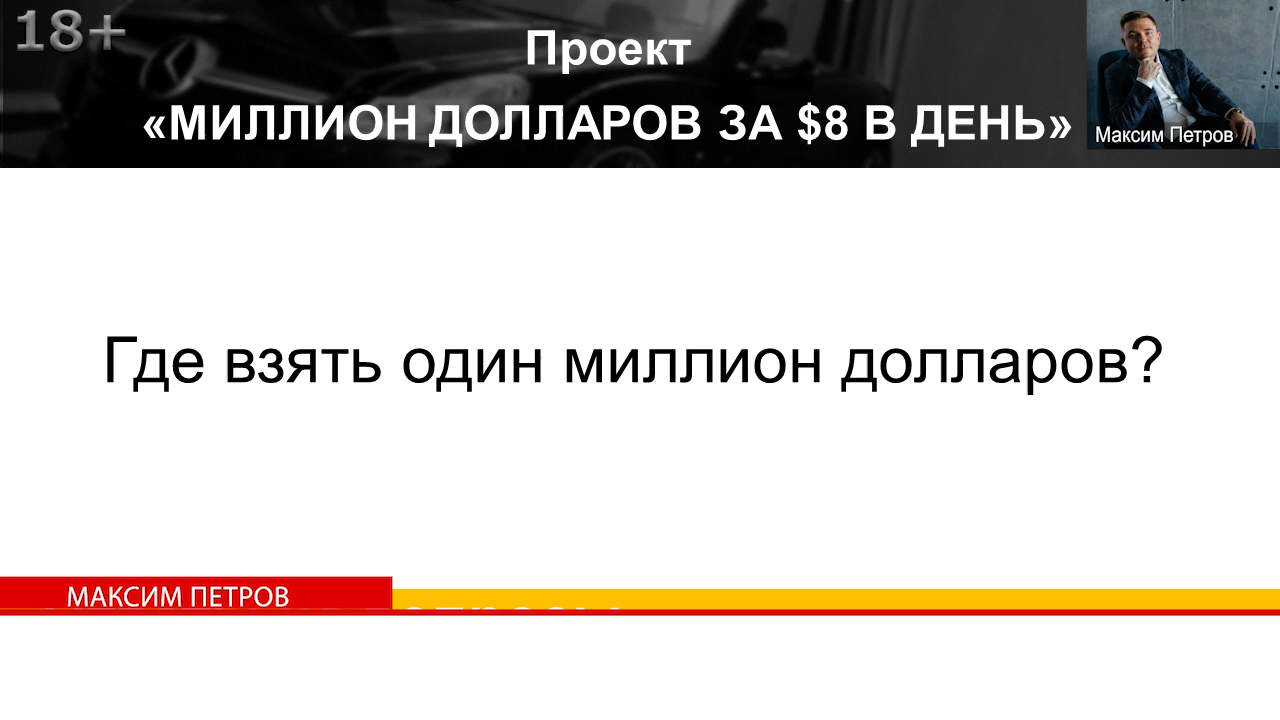 18+
Проект
«МИЛЛИОН ДОЛЛАРОВ ЗА $8 В ДЕНЬ»
Максим Петров
Где взять один миллион долларов?
МАКСИМ ПЕТРОВ